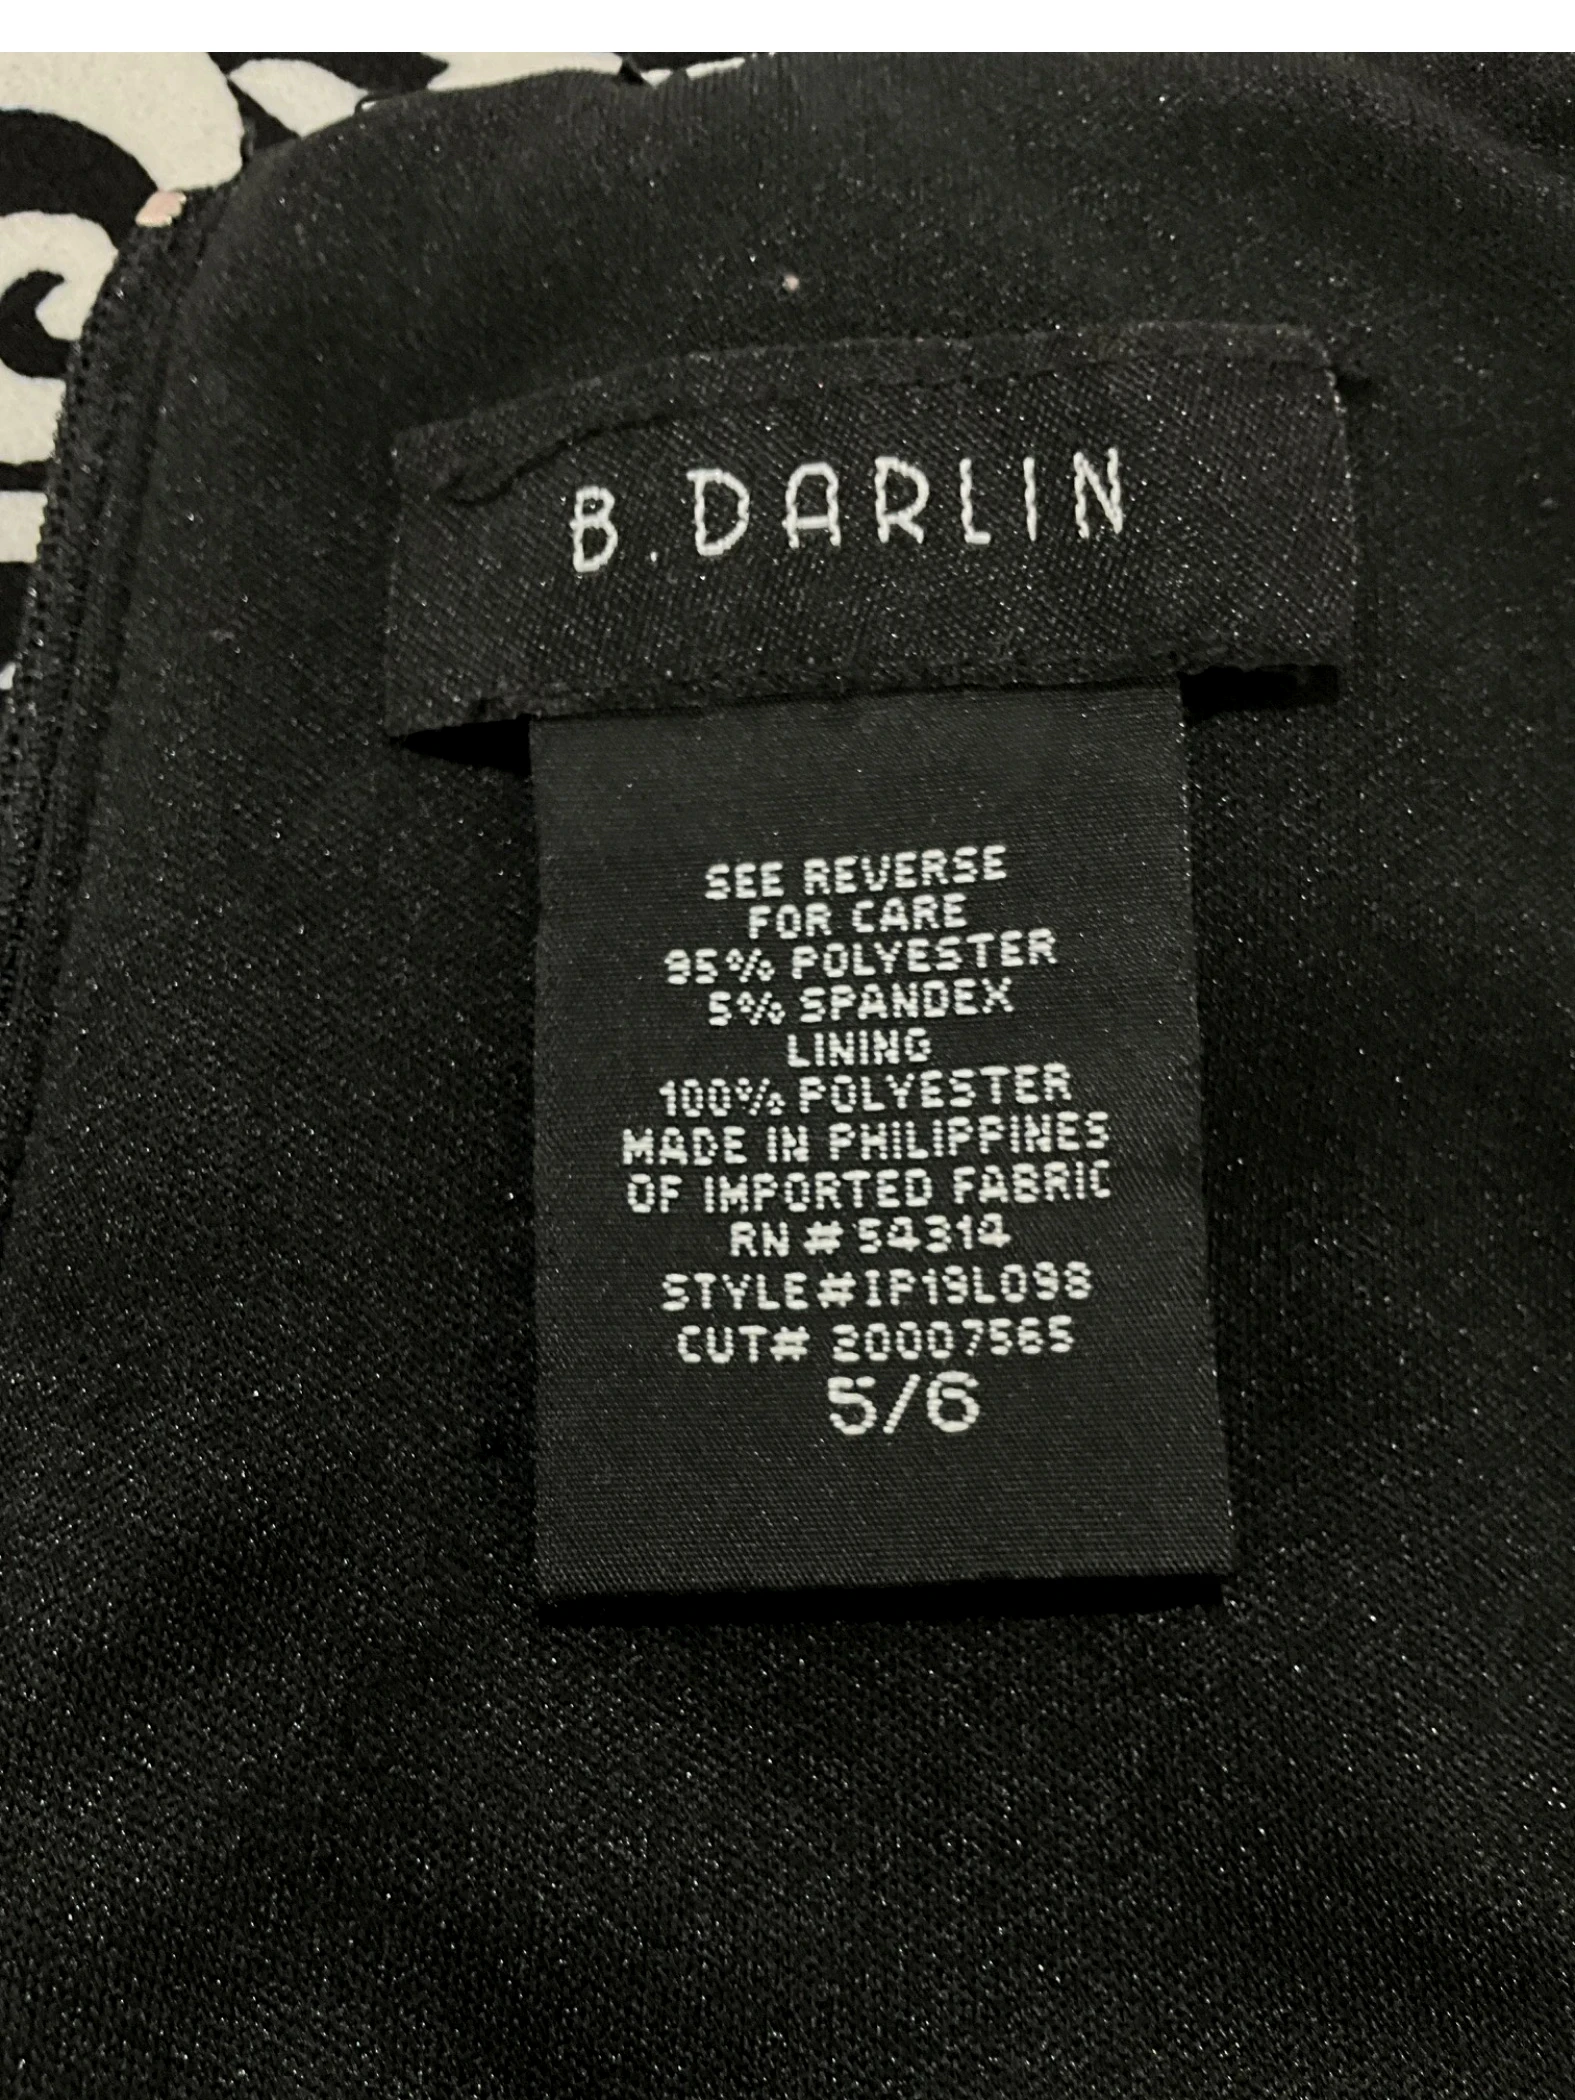 B. DARLIN
SEE REVERSE
FOR CARE
95% POLYESTER
5% SPANDEX
LINING
100% POLYESTER
MADE IN PHILIPPINES
OF IMPORTED FABRIC
RN # 54314
STYLE#IP19L098
CUT# 20007565
5/6